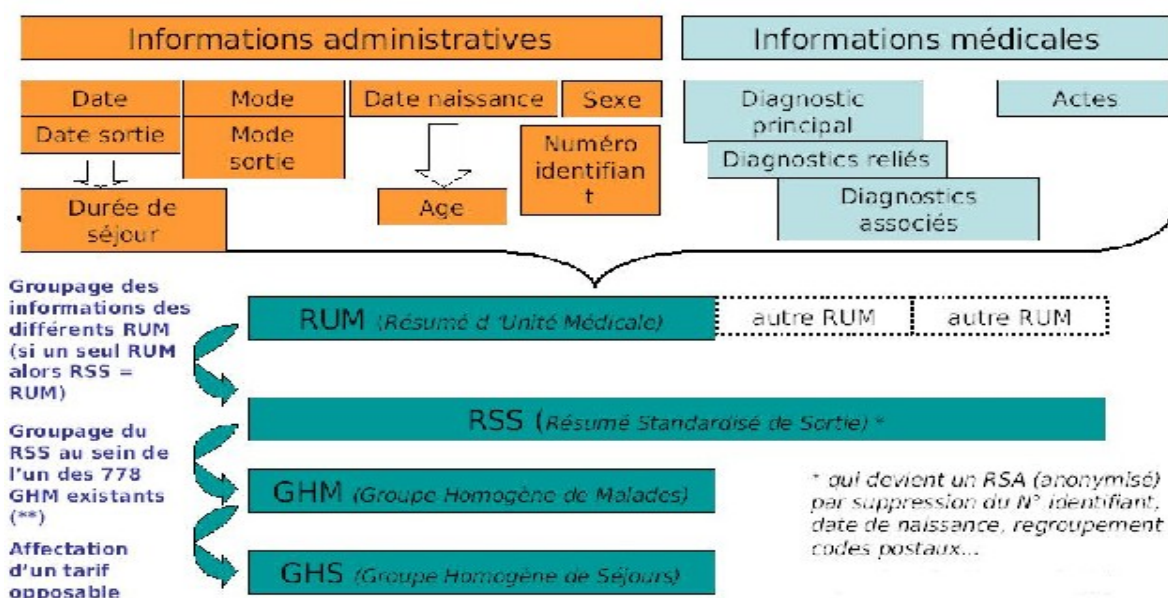 Informations administratives
Informations médicales
Date
Mode
Date naissance
Sexe
Diagnostic
principal
Actes
Date sortie
Mode
sortie
Numéro
identifian
t
Diagnostics reliés
Durée de
séjour
Age
Diagnostics
associés
Groupage des
informations des
différents RUM
(si un seul RUM
alors RSS =
RUM)
RUM (Résumé d 'Unité Médicale)
autre RUM
autre RUM
RSS (Résumé Standardisé de Sortie) *
Groupage du
RSS au sein de
l'un des 778
GHM existants
(**)
GHM (Groupe Homogène de Malades)
* qui devient un RSA (anonymisé)
par suppression du N° identifiant,
date de naissance, regroupement
codes postaux...
Affectation
d'un tarif
opposable
GHS (Groupe Homogène de Séjours)